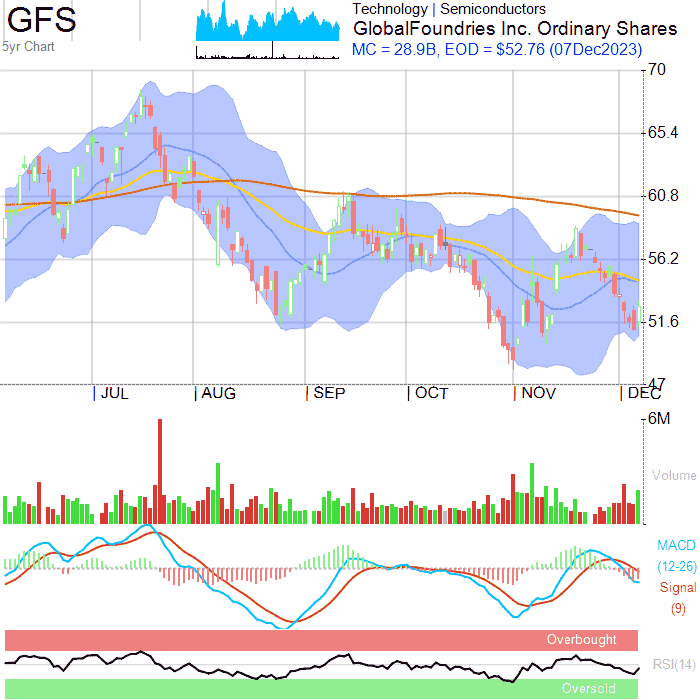 GFS
5yr Chart
Technology | Semiconductors
GlobalFoundries Inc. Ordinary Shares
MC = 28.9B, EOD = $52.76 (07Dec2023)
70
65.4
60.8
56.2
51.6
47
JUL
AUG
SEP
OCT
NOV
DEC
6M
Volume
MACD
(12-26)
Signal
(9)
Overbought
RSI(14)
Oversold